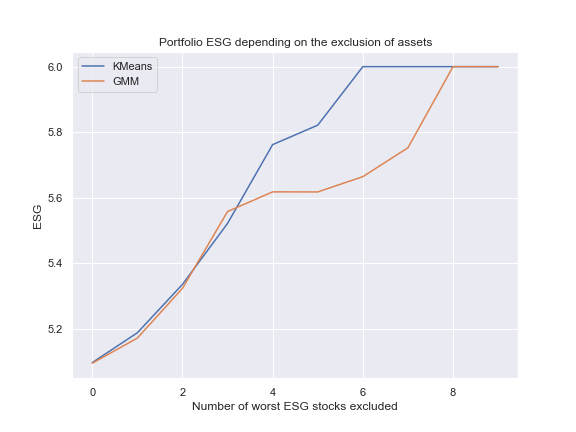 Portfolio ESG depending on the exclusion of assets
KMeans
GMM
6.0
5.8
5.6
5.4
5.2
ESG
0 2 4 6 8
Number of worst ESG stocks excluded